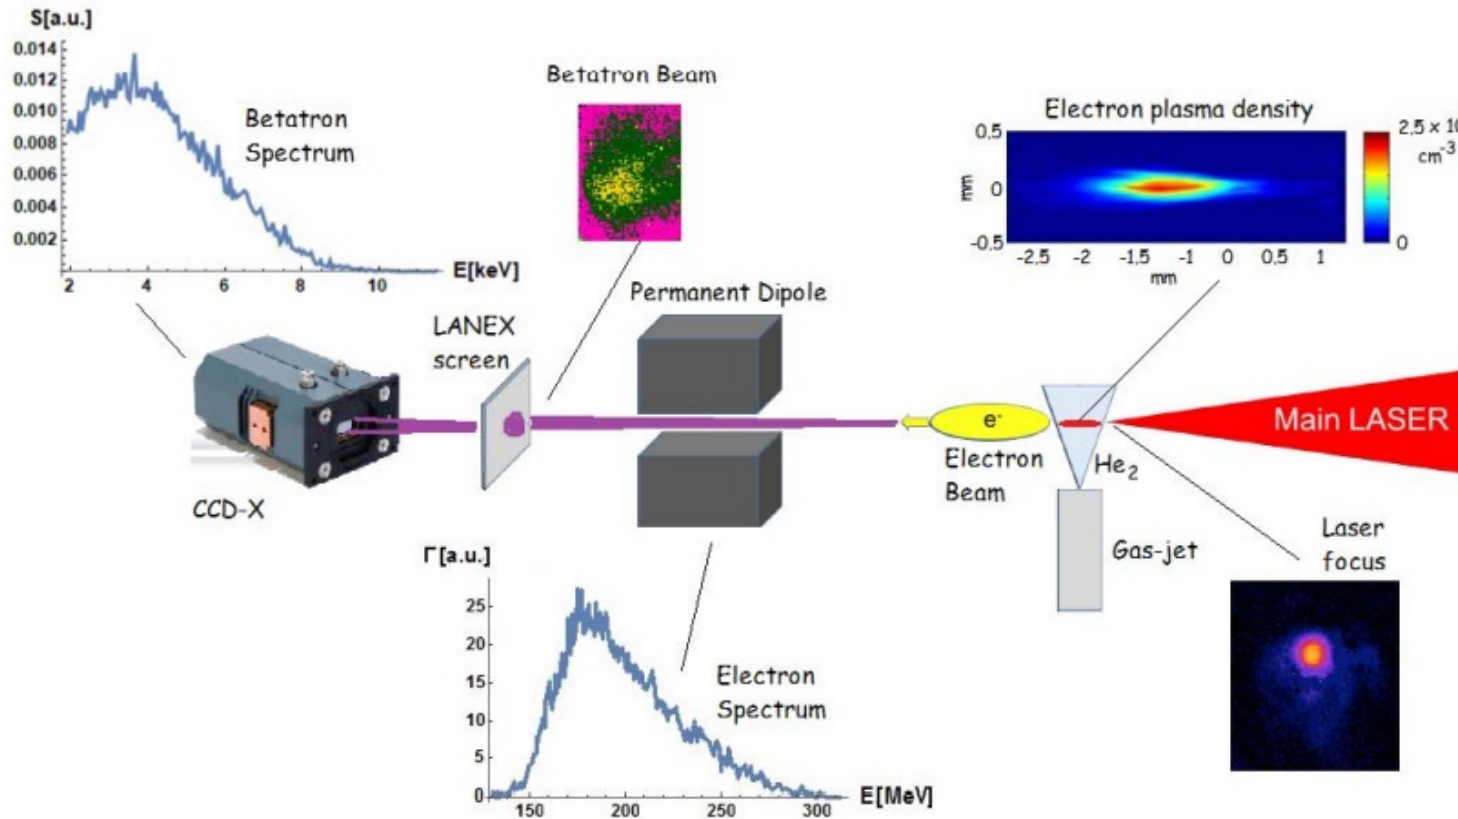 S[a.u.]
0.014
0.012
0.010
0.008
0.006
0.004
0.002
2 4 6 8 10
E[keV]
Betatron
Spectrum
Betatron Beam
Electron plasma density
0.5
0
-0.5
mm
-2,5 -2 -1,5 -1 0 0,5 1
mm
2,5 x 10
cm-3
0
Permanent Dipole
LANEX
screen
CCD-X
e-
Electron
Beam
He2
Gas-jet
Main LASER
Laser
focus
Γ[a.u.]
25
20
15
10
5
0
150 200 250 300
E[MeV]
Electron
Spectrum